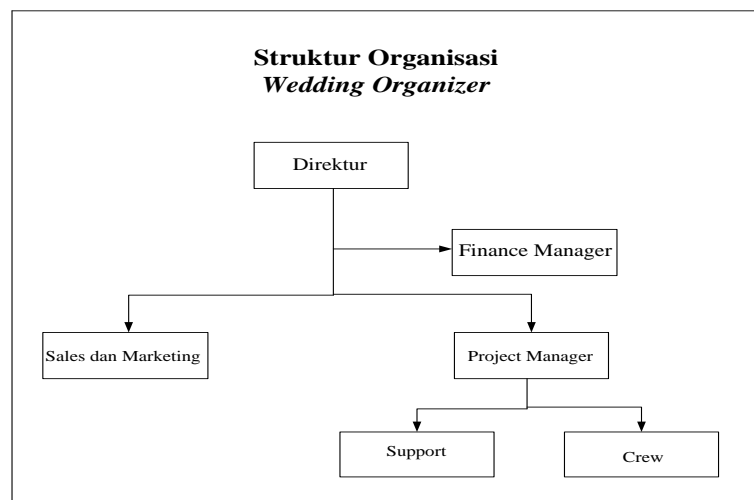 Struktur Organisasi
Wedding Organizer
Direktur
Finance Manager
Sales dan Marketing
Project Manager
Support
Crew